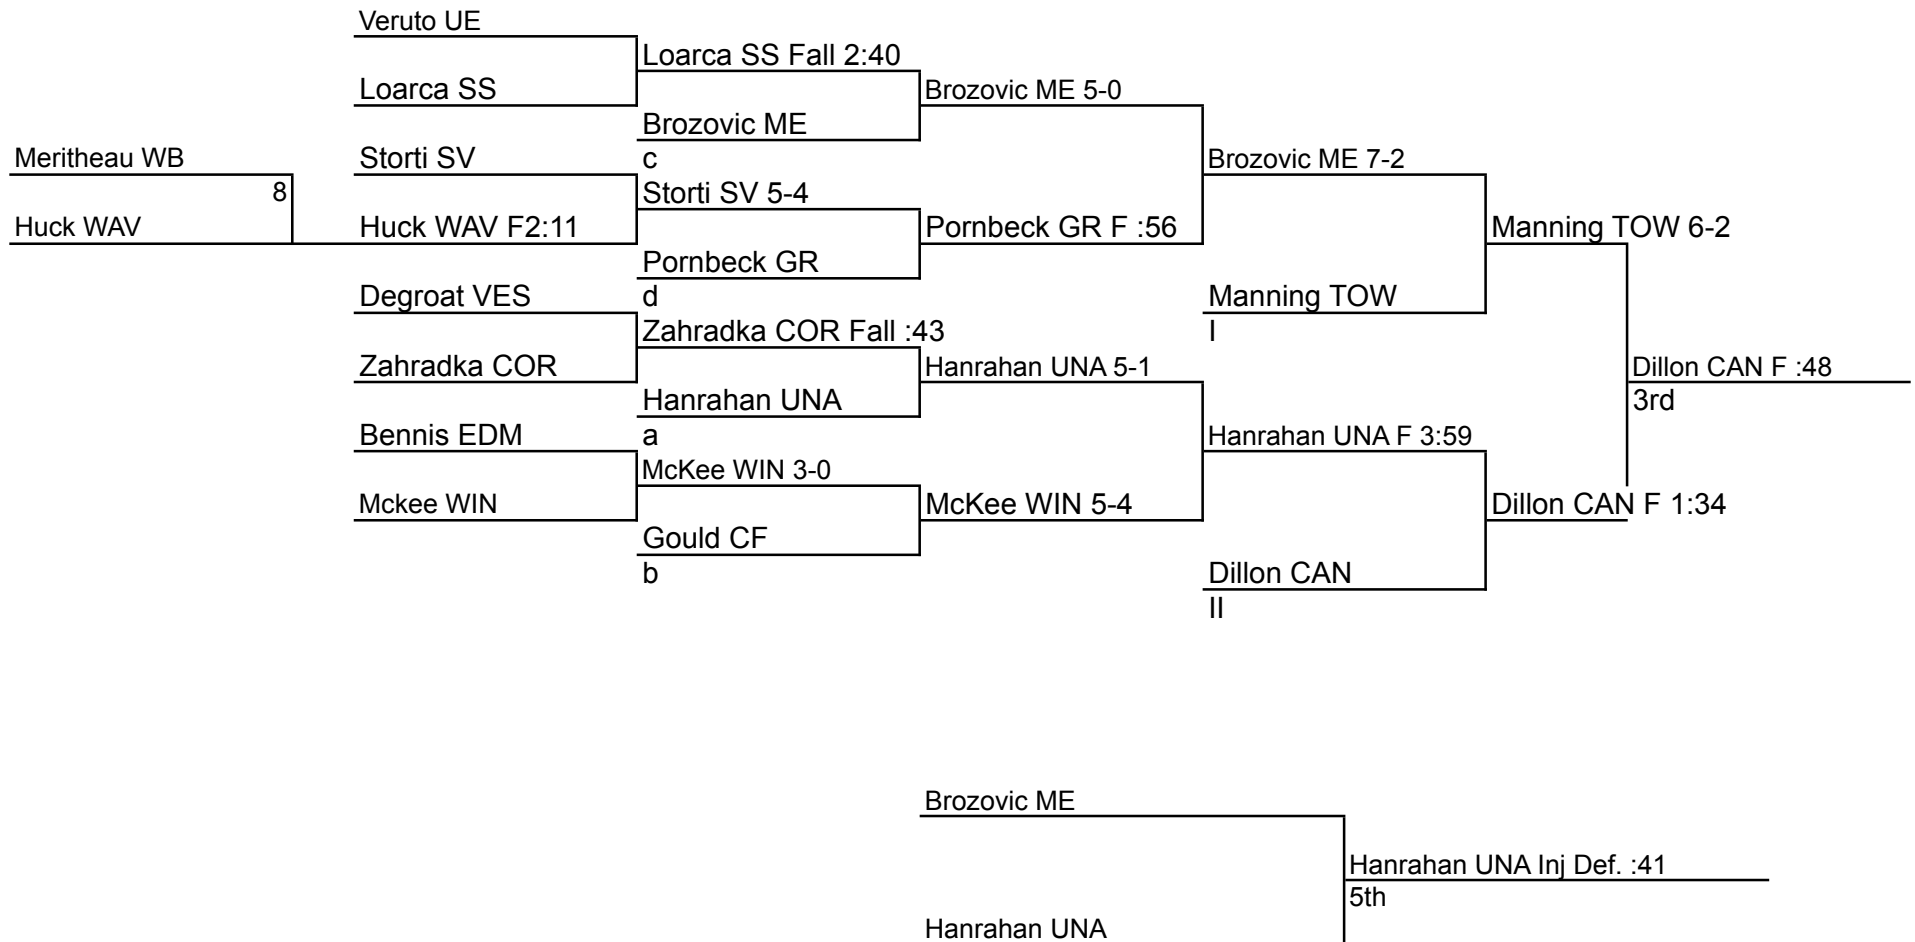 Veruto UE
Loarca SS Fall 2:40
Loarca SS
Brozovic ME 5-0
Brozovic ME
Meritheau WB
Storti SV
c
Brozovic ME 7-2
8
Storti SV 5-4
Huck WAV
Huck WAV F2:11
Pornbeck GR F :56
Manning TOW 6-2
Pornbeck GR
Degroat VES
d
Manning TOW
Zahradka COR Fall :43
I
Zahradka COR
Hanrahan UNA 5-1
Dillon CAN F :48
Hanrahan UNA
3rd
Bennis EDM
a
Hanrahan UNA F 3:59
McKee WIN 3-0
Mckee WIN
McKee WIN 5-4
Dillon CAN F 1:34
Gould CF
b
Dillon CAN
II
Brozovic ME
Hanrahan UNA Inj Def. :41
5th
Hanrahan UNA